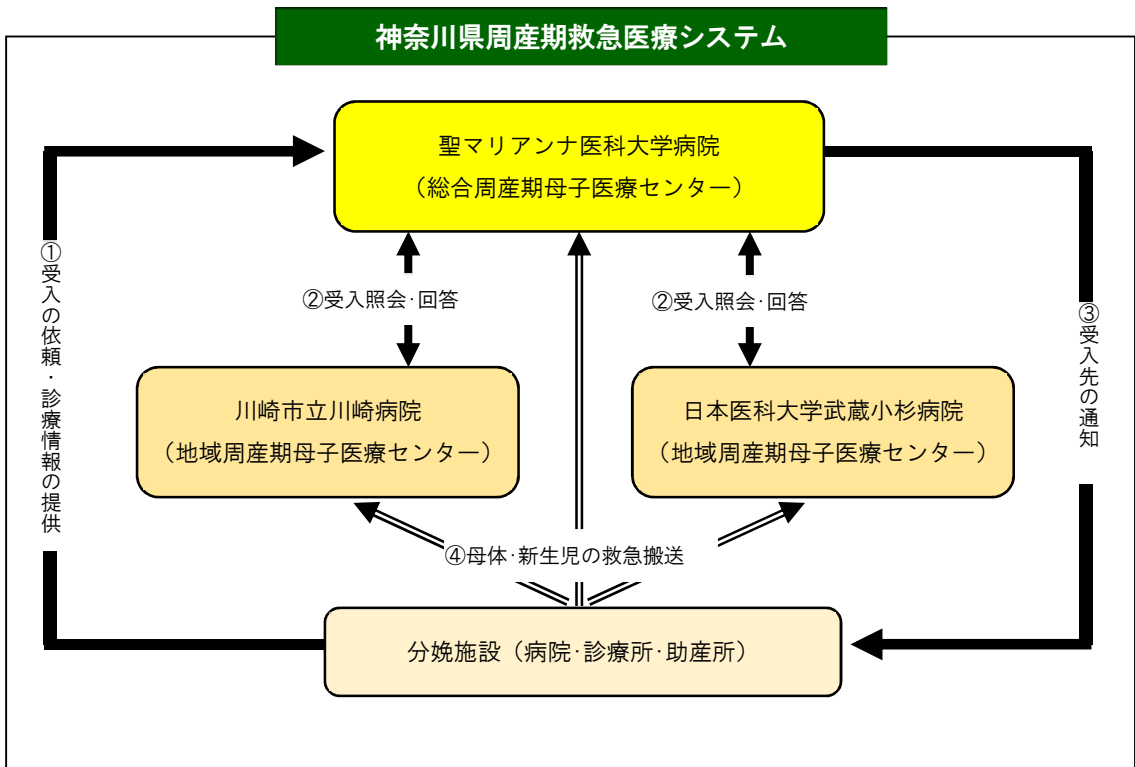 神奈川県周産期救急医療システム
聖マリアンナ医科大学病院
（総合周産期母子医療センター）
①受入の依頼・診療情報の提供
②受入照会･回答
②受入照会･回答
③受入先の通知
川崎市立川崎病院
（地域周産期母子医療センター）
日本医科大学武蔵小杉病院
（地域周産期母子医療センター）
④母体･新生児の救急搬送
分娩施設（病院･診療所･助産所）